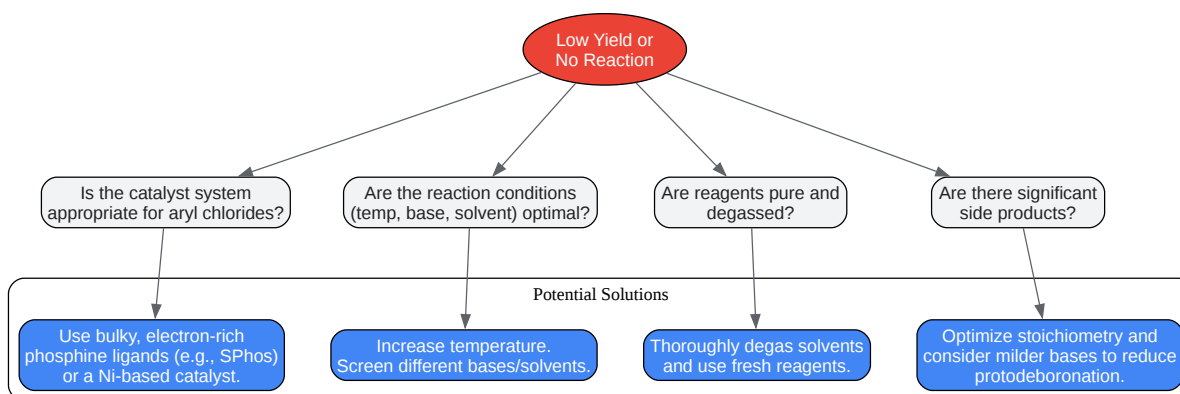 Low Yield or
No Reaction
Is the catalyst system
appropriate for aryl chlorides?
Are the reaction conditions
(temp, base, solvent) optimal?
Are reagents pure and
degassed?
Are there significant
side products?
Potential Solutions
Use bulky, electron-rich
phosphine ligands (e.g., SPhos)
or a Ni-based catalyst.
Increase temperature.
Screen different bases/solvents.
Thoroughly degas solvents
and use fresh reagents.
Optimize stoichiometry and
consider milder bases to reduce
protodeboronation.